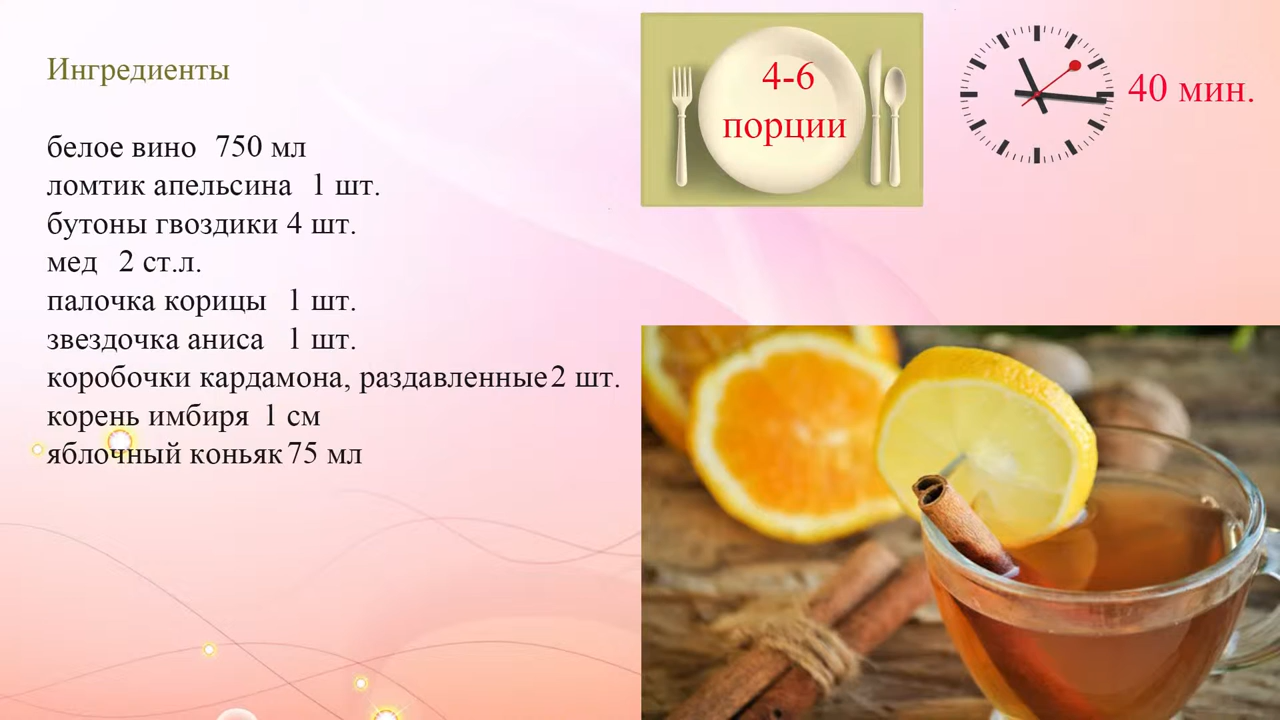 Ингредиенты
белое вино 750 мл
ломтик апельсина 1 шт.
бутоны гвоздики 4 шт.
мед 2 ст.л.
палочка корицы 1 шт.
звездочка аниса 1 шт.
коробочки кардамона, раздавленные 2 шт.
корень имбиря 1 см
яблочный коньяк 75 мл
4-6
порции
40 мин.